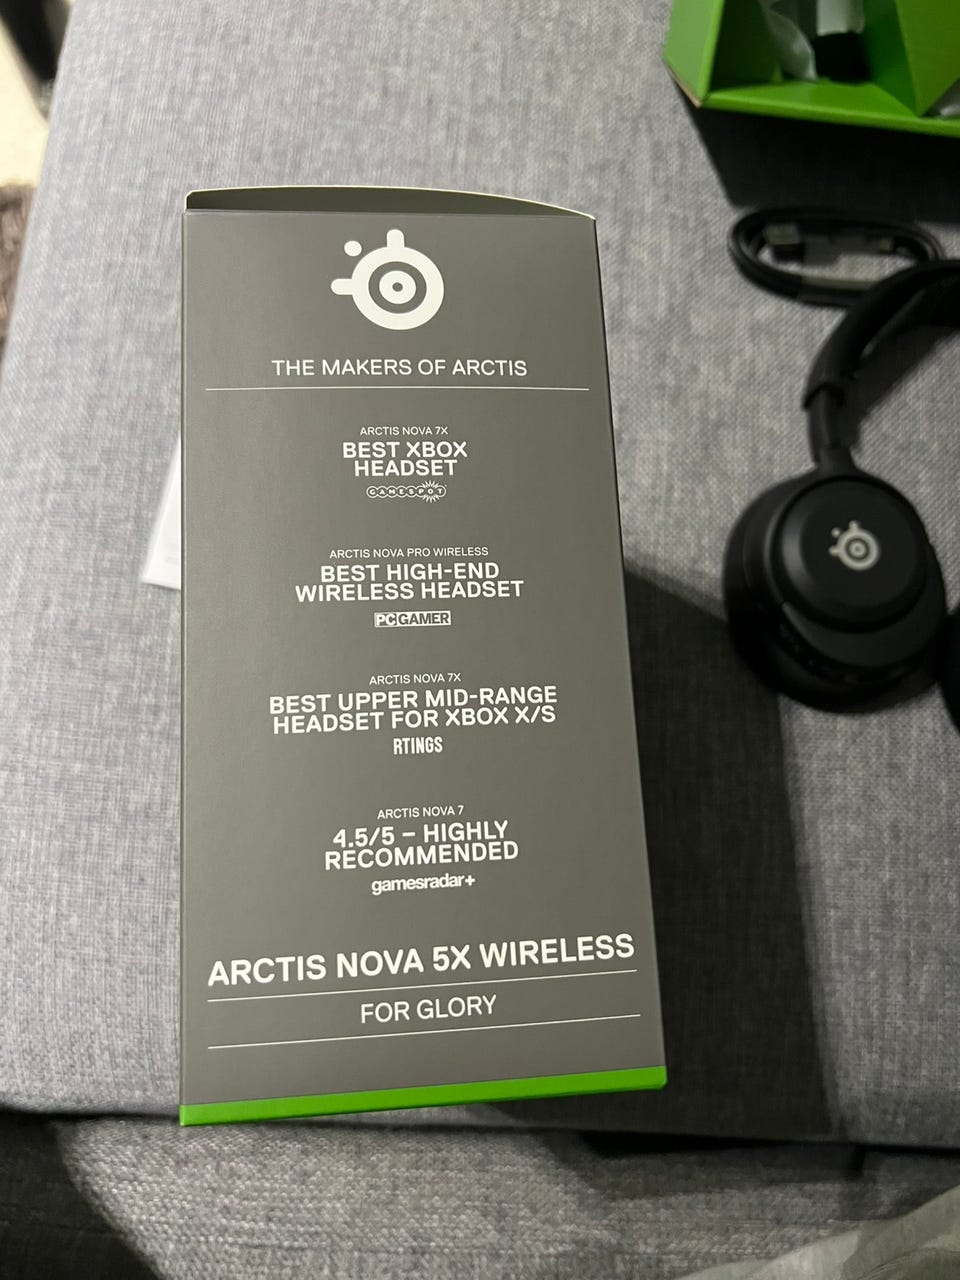 THE MAKERS OF ARCTIS
ARCTIS NOVA 7X
BEST XBOX
HEADSET
GAMESPOT
ARCTIS NOVA PRO WIRELESS
BEST HIGH-END
WIRELESS HEADSET
PCGAMER
ARCTIS NOVA 7X
BEST UPPER MID-RANGE
HEADSET FOR XBOX X/S
RTINGS
ARCTIS NOVA 7
4.5/5 – HIGHLY
RECOMMENDED
gamesradar+
ARCTIS NOVA 5X WIRELESS
FOR GLORY